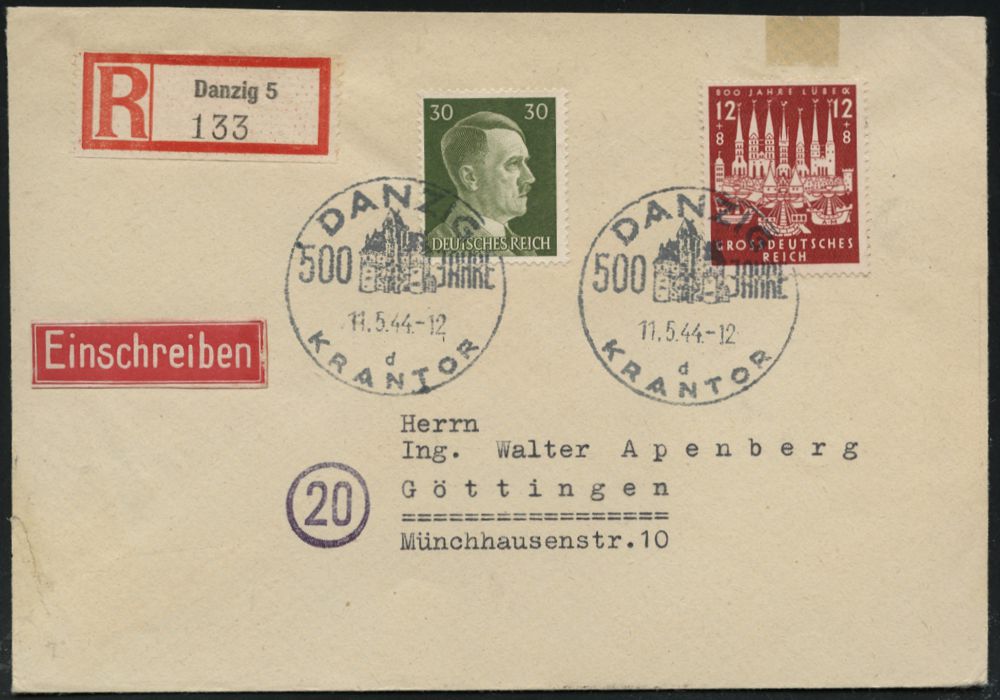 R
Danzig 5
133
30 30
DEUTSCHES REICH
800 JAHRE LÜBECK
12 12
+ +
8 8
GROSSDEUTSCHES
REICH
DANZIG
500 JAHRE
11.5.44.-12
d
KRANTOR
DANZIG
500 JAHRE
11.5.44.-12
d
KRANTOR
Einschreiben
Herrn
Ing. Walter Apenberg
Göttingen
================
Münchhausenstr.10
20